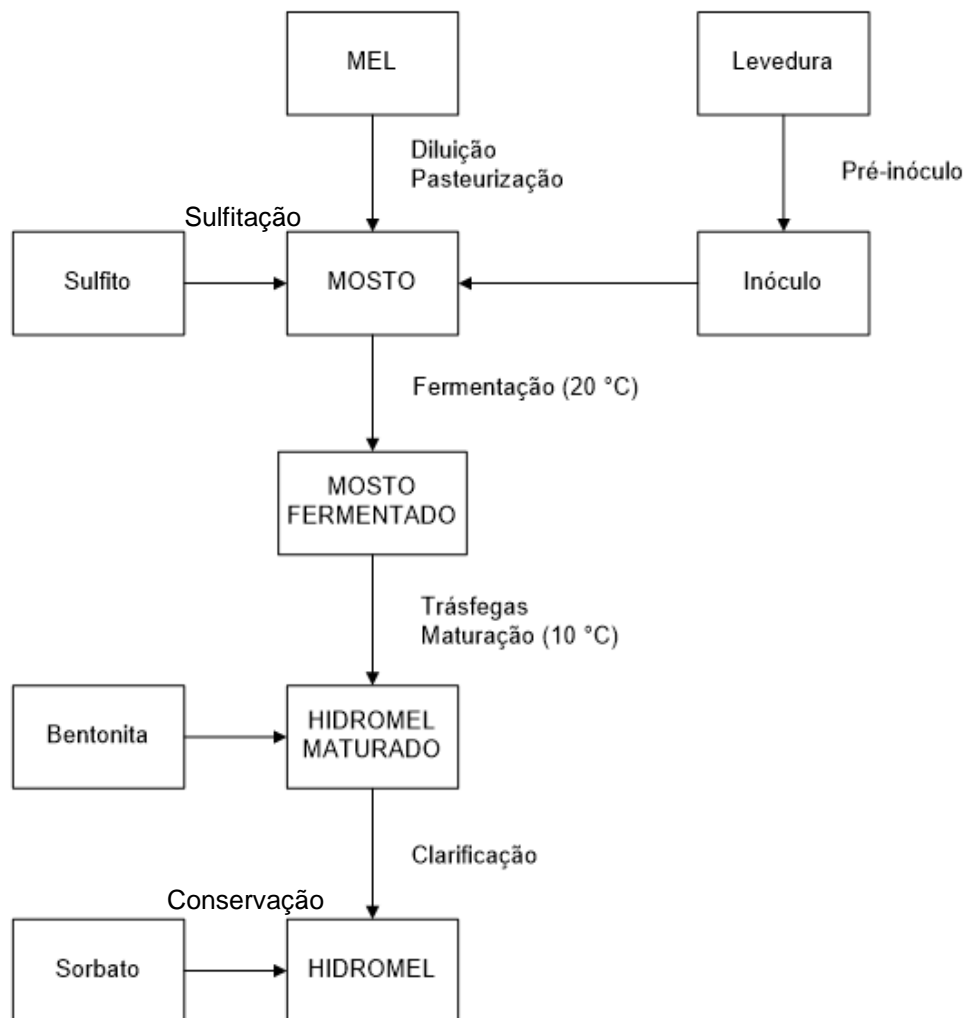 MEL
Levedura
Diluição
Pasteurização
Pré-inóculo
Sulfitação
Sulfito
MOSTO
Inóculo
Fermentação (20 °C)
MOSTO
FERMENTADO
Trásfegas
Maturação (10 °C)
Bentonita
HIDROMEL
MATURADO
Clarificação
Conservação
Sorbato
HIDROMEL